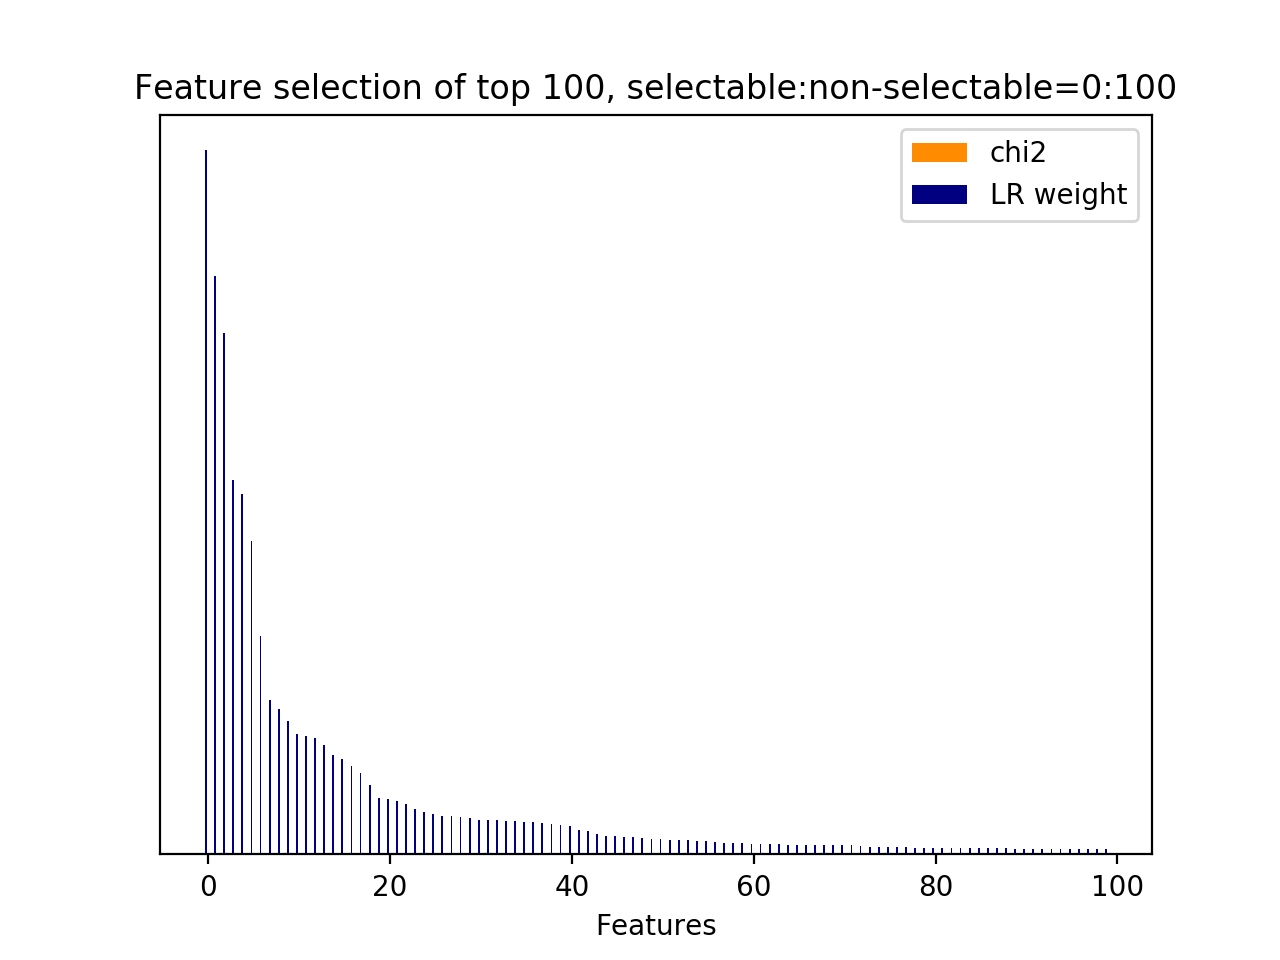 Feature selection of top 100, selectable:non-selectable=0:100
chi2
LR weight
0 20 40 60 80 100
Features